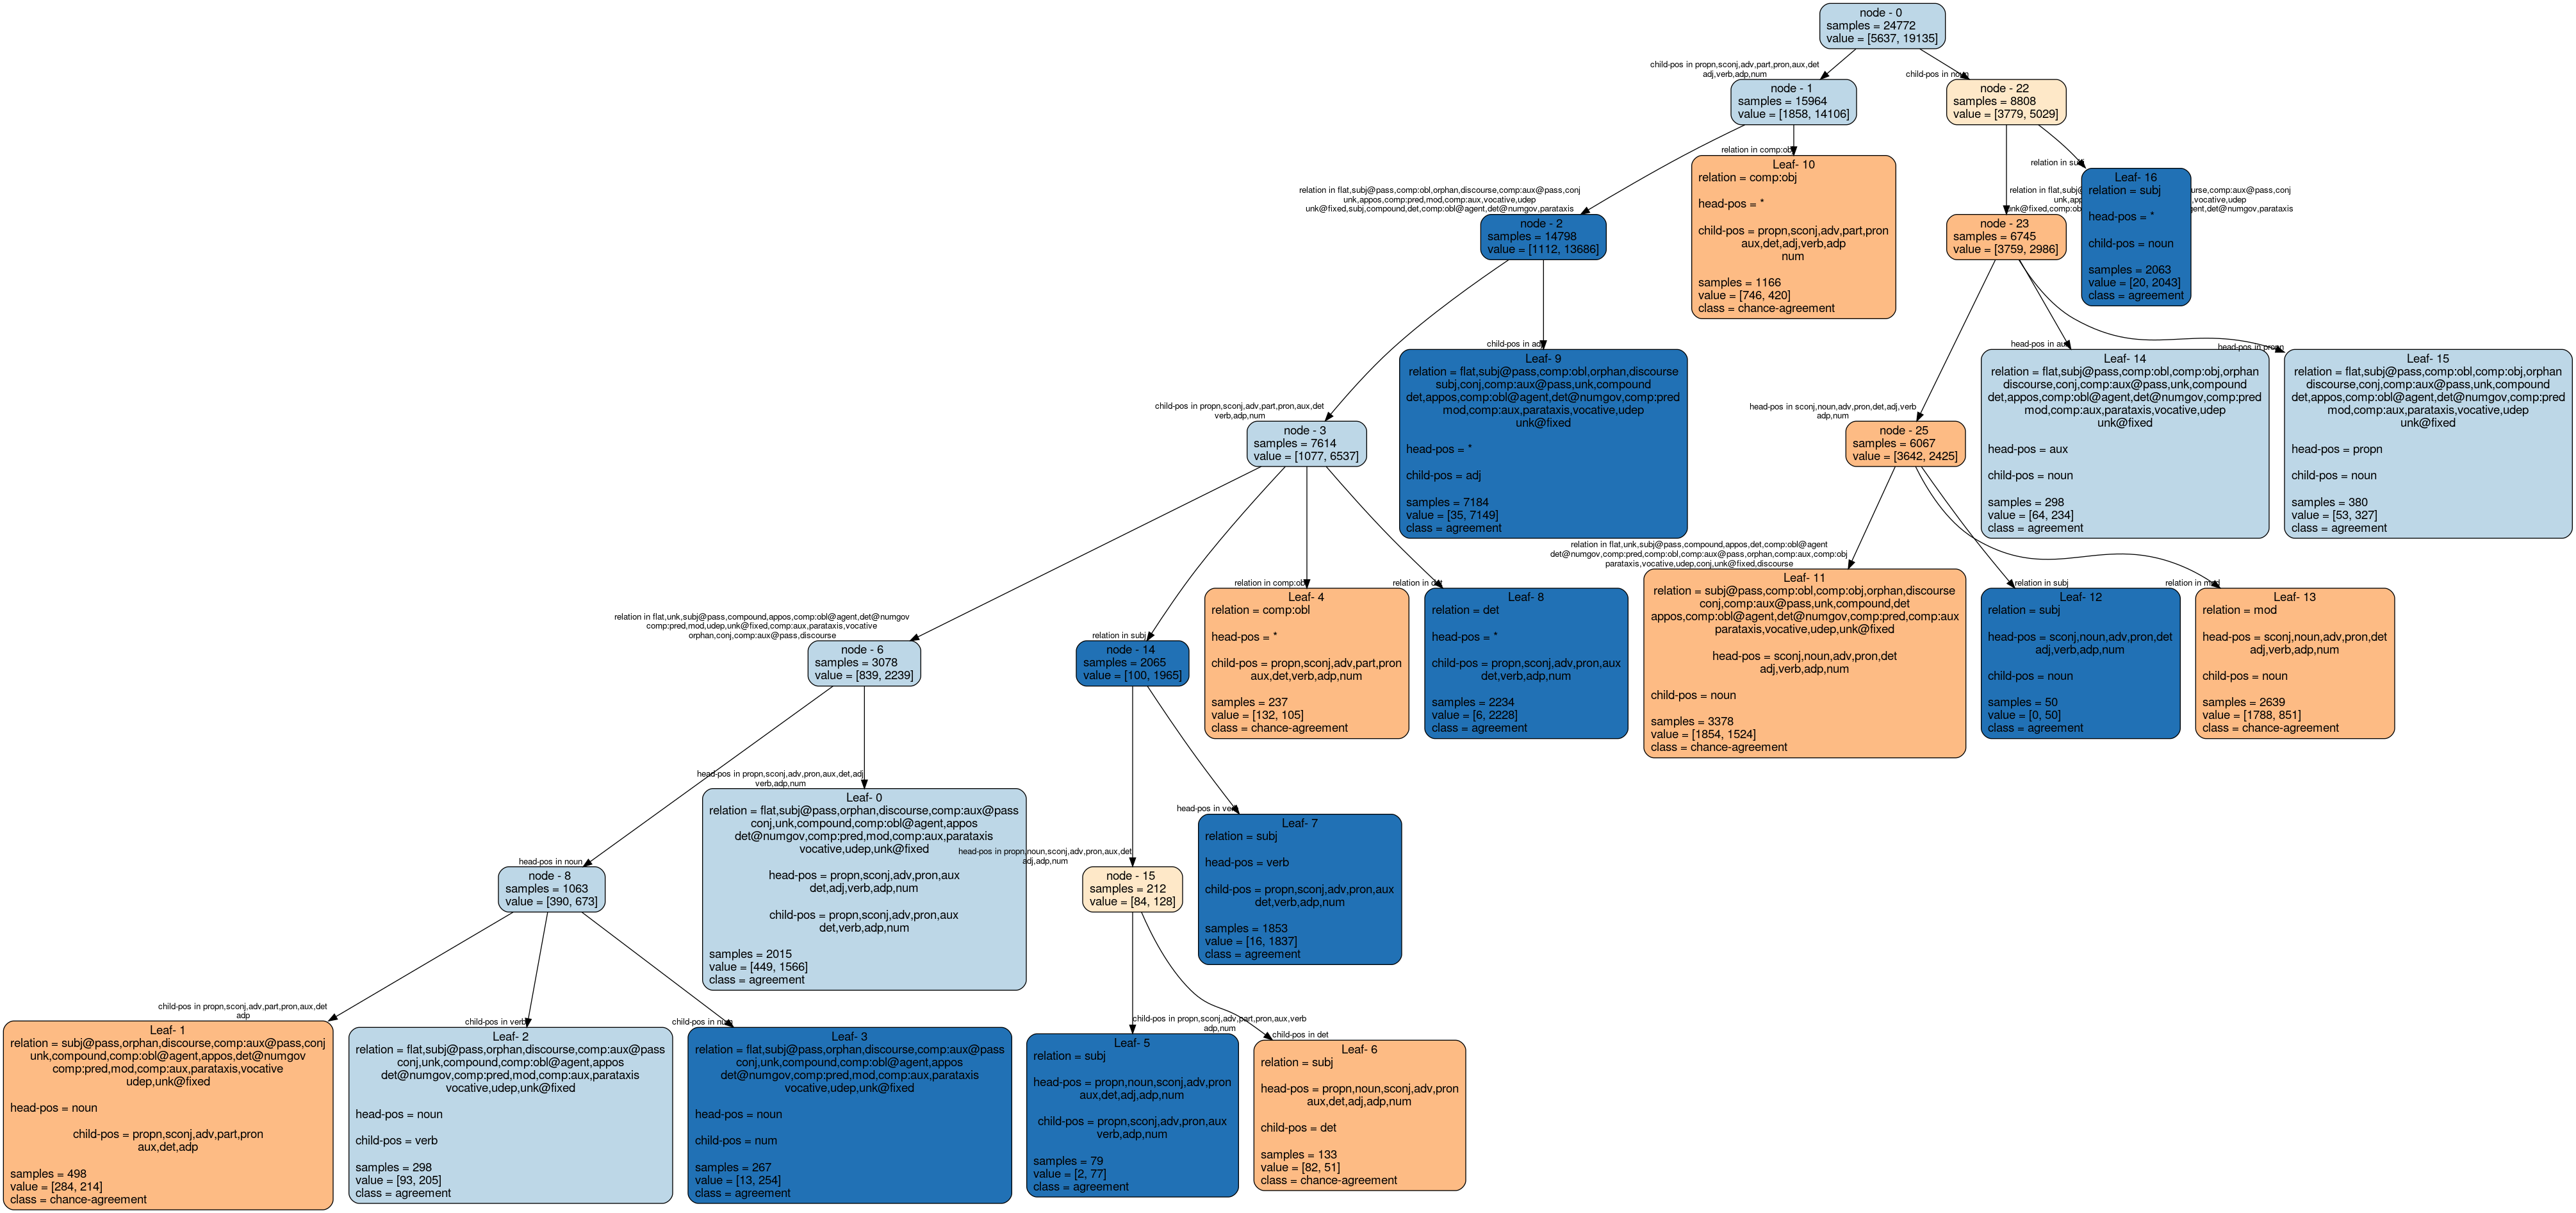 node - 0
samples = 24772
value = [5637, 19135]
child-pos in propn,sconj,adv,part,pron,aux,det
adj,verb,adp,num
child-pos in noun
node - 1
samples = 15964
value = [1858, 14106]
node - 22
samples = 8808
value = [3779, 5029]
relation in flat,subj@pass,comp:obl,orphan,discourse,comp:aux@pass,conj
unk,appos,comp:pred,mod,comp:aux,vocative,udep
unk@fixed,subj,compound,det,comp:obl@agent,det@numgov,parataxis
relation in comp:obj
node - 2
samples = 14798
value = [1112, 13686]
Leaf- 10
relation = comp:obj
head-pos = *
child-pos = propn,sconj,adv,part,pron
aux,det,adj,verb,adp
num
samples = 1166
value = [746, 420]
class = chance-agreement
relation in
relation in
vocative,udep
node - 23
samples = 6745
value = [3759, 2986]
Leaf- 16
relation = subj
head-pos = *
child-pos = noun
samples = 2063
value = [20, 2043]
class = agreement
child-pos in propn,sconj,adv,part,pron,aux,det
verb,adp,num
child-pos in adj
node - 3
samples = 7614
value = [1077, 6537]
Leaf- 9
relation = flat,subj@pass,comp:obl,orphan,discourse
subj,conj,comp:aux@pass,unk,compound
det,appos,comp:obl@agent,det@numgov,comp:pred
mod,comp:aux,parataxis,vocative,udep
unk@fixed
head-pos = *
child-pos = adj
samples = 7184
value = [35, 7149]
class = agreement
head-pos in sconj,noun,adv,pron,det,adj,verb
adp,num
head-pos in aux
head-pos in propn
node - 25
samples = 6067
value = [3642, 2425]
Leaf- 14
relation = flat,subj@pass,comp:obl,comp:obj,orphan
discourse,conj,comp:aux@pass,unk,compound
det,appos,comp:obl@agent,det@numgov,comp:pred
mod,comp:aux,parataxis,vocative,udep
unk@fixed
head-pos = aux
child-pos = noun
samples = 298
value = [64, 234]
class = agreement
Leaf- 15
relation = flat,subj@pass,comp:obl,comp:obj,orphan
discourse,conj,comp:aux@pass,unk,compound
det,appos,comp:obl@agent,det@numgov,comp:pred
mod,comp:aux,parataxis,vocative,udep
unk@fixed
head-pos = propn
child-pos = noun
samples = 380
value = [53, 327]
class = agreement
relation in flat,unk,subj@pass,compound,appos,comp:obl@agent,det@numgov
comp:pred,mod,udep,unk@fixed,comp:aux,parataxis,vocative
orphan,conj,comp:aux@pass,discourse
relation in subj
relation in comp:obl
relation in det
node - 6
samples = 3078
value = [839, 2239]
node - 14
samples = 2065
value = [100, 1965]
Leaf- 4
relation = comp:obl
head-pos = *
child-pos = propn,sconj,adv,part,pron
aux,det,verb,adp,num
samples = 237
value = [132, 105]
class = chance-agreement
Leaf- 8
relation = det
head-pos = *
child-pos = propn,sconj,adv,pron,aux
det,verb,adp,num
samples = 2234
value = [6, 2228]
class = agreement
relation in flat,unk,subj@pass,compound,appos,det,comp:obl@agent
det@numgov,comp:pred,comp:obl,comp:aux@pass,orphan,comp:aux,comp:obj
parataxis,vocative,udep,conj,unk@fixed,discourse
relation in subj
relation in mod
Leaf- 11
relation = subj@pass,comp:obl,comp:obj,orphan,discourse
conj,comp:aux@pass,unk,compound,det
appos,comp:obl@agent,det@numgov,comp:pred,comp:aux
parataxis,vocative,udep,unk@fixed
head-pos = sconj,noun,adv,pron,det
adj,verb,adp,num
child-pos = noun
samples = 3378
value = [1854, 1524]
class = chance-agreement
Leaf- 12
relation = subj
head-pos = sconj,noun,adv,pron,det
adj,verb,adp,num
child-pos = noun
samples = 50
value = [0, 50]
class = agreement
Leaf- 13
relation = mod
head-pos = sconj,noun,adv,pron,det
adj,verb,adp,num
child-pos = noun
samples = 2639
value = [1788, 851]
class = chance-agreement
head-pos in noun
head-pos in propn,sconj,adv,pron,aux,det,adj
verb,adp,num
node - 8
samples = 1063
value = [390, 673]
Leaf- 0
relation = flat,subj@pass,orphan,discourse,comp:aux@pass
conj,unk,compound,comp:obl@agent,appos
det@numgov,comp:pred,mod,comp:aux,parataxis
vocative,udep,unk@fixed
head-pos = propn,sconj,adv,pron,aux
det,adj,verb,adp,num
child-pos = propn,sconj,adv,pron,aux
det,verb,adp,num
samples = 2015
value = [449, 1566]
class = agreement
head-pos in propn,noun,sconj,adv,pron,aux,det
adj,adp,num
head-pos in verb
node - 15
samples = 212
value = [84, 128]
Leaf- 7
relation = subj
head-pos = verb
child-pos = propn,sconj,adv,pron,aux
det,verb,adp,num
samples = 1853
value = [16, 1837]
class = agreement
child-pos in propn,sconj,adv,part,pron,aux,det
adp
child-pos in verb
child-pos in num
Leaf- 1
relation = subj@pass,orphan,discourse,comp:aux@pass,conj
unk,compound,comp:obl@agent,appos,det@numgov
comp:pred,mod,comp:aux,parataxis,vocative
udep,unk@fixed
head-pos = noun
child-pos = propn,sconj,adv,part,pron
aux,det,adp
samples = 498
value = [284, 214]
class = chance-agreement
Leaf- 2
relation = flat,subj@pass,orphan,discourse,comp:aux@pass
conj,unk,compound,comp:obl@agent,appos
det@numgov,comp:pred,mod,comp:aux,parataxis
vocative,udep,unk@fixed
head-pos = noun
child-pos = verb
samples = 298
value = [93, 205]
class = agreement
Leaf- 3
relation = flat,subj@pass,orphan,discourse,comp:aux@pass
conj,unk,compound,comp:obl@agent,appos
det@numgov,comp:pred,mod,comp:aux,parataxis
vocative,udep,unk@fixed
head-pos = noun
child-pos = num
samples = 267
value = [13, 254]
class = agreement
child-pos in propn,sconj,adv,part,pron,aux,verb
adp,num
child-pos in det
Leaf- 5
relation = subj
head-pos = propn,noun,sconj,adv,pron
aux,det,adj,adp,num
child-pos = propn,sconj,adv,pron,aux
verb,adp,num
samples = 79
value = [2, 77]
class = agreement
Leaf- 6
relation = subj
head-pos = propn,noun,sconj,adv,pron
aux,det,adj,adp,num
child-pos = det
samples = 133
value = [82, 51]
class = chance-agreement